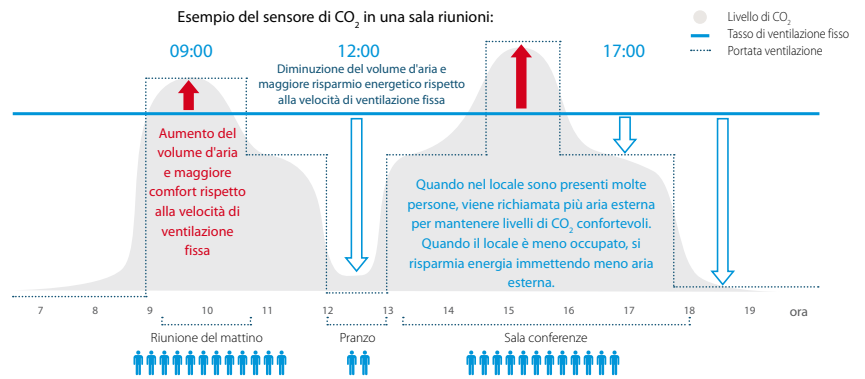 Esempio del sensore di CO₂ in una sala riunioni:
Livello di CO₂
Tasso di ventilazione fisso
Portata ventilazione
09:00
12:00
17:00
Diminuzione del volume d'aria e
maggiore risparmio energetico rispetto
alla velocità di ventilazione fissa
Aumento del
volume d'aria
e maggiore
comfort rispetto
alla velocità di
ventilazione
fissa
Quando nel locale sono presenti molte
persone, viene richiamata più aria esterna
per mantenere livelli di CO₂ confortevoli.
Quando il locale è meno occupato, si
risparmia energia immettendo meno aria
esterna.
7 8 9 10 11 12 13 14 15 16 17 18 19 ora
Riunione del mattino Pranzo Sala conferenze